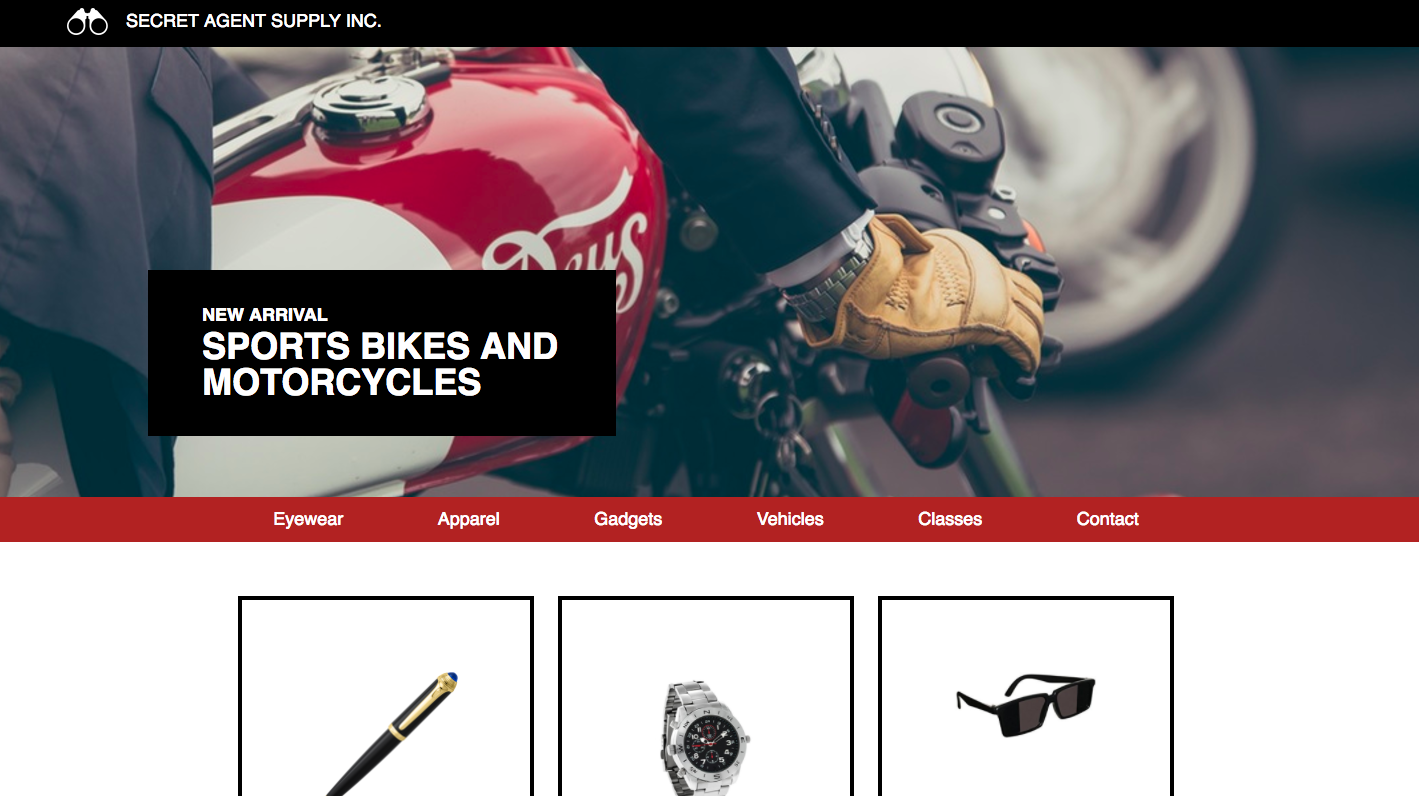 SECRET AGENT SUPPLY INC.
Deus
NEW ARRIVAL
SPORTS BIKES AND
MOTORCYCLES
Eyewear Apparel Gadgets Vehicles Classes Contact